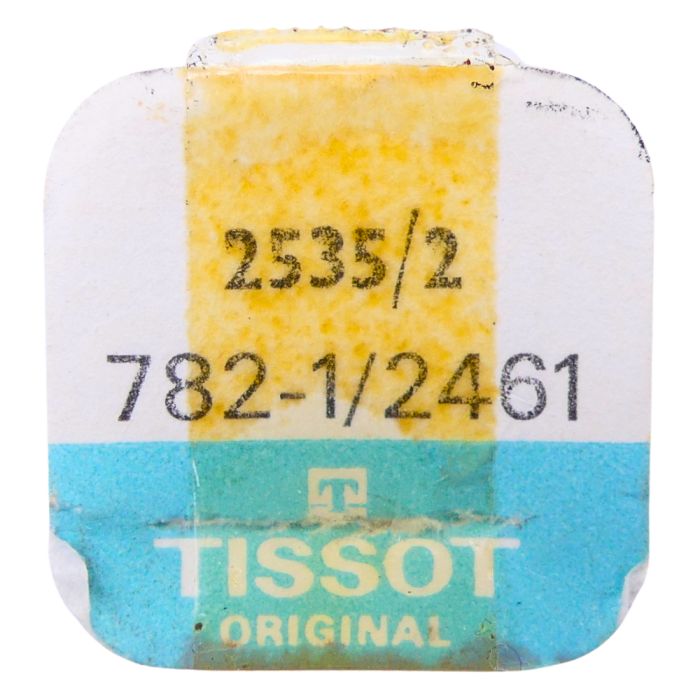 2535/2
782-1/2461
T
TISSOT
ORIGINAL